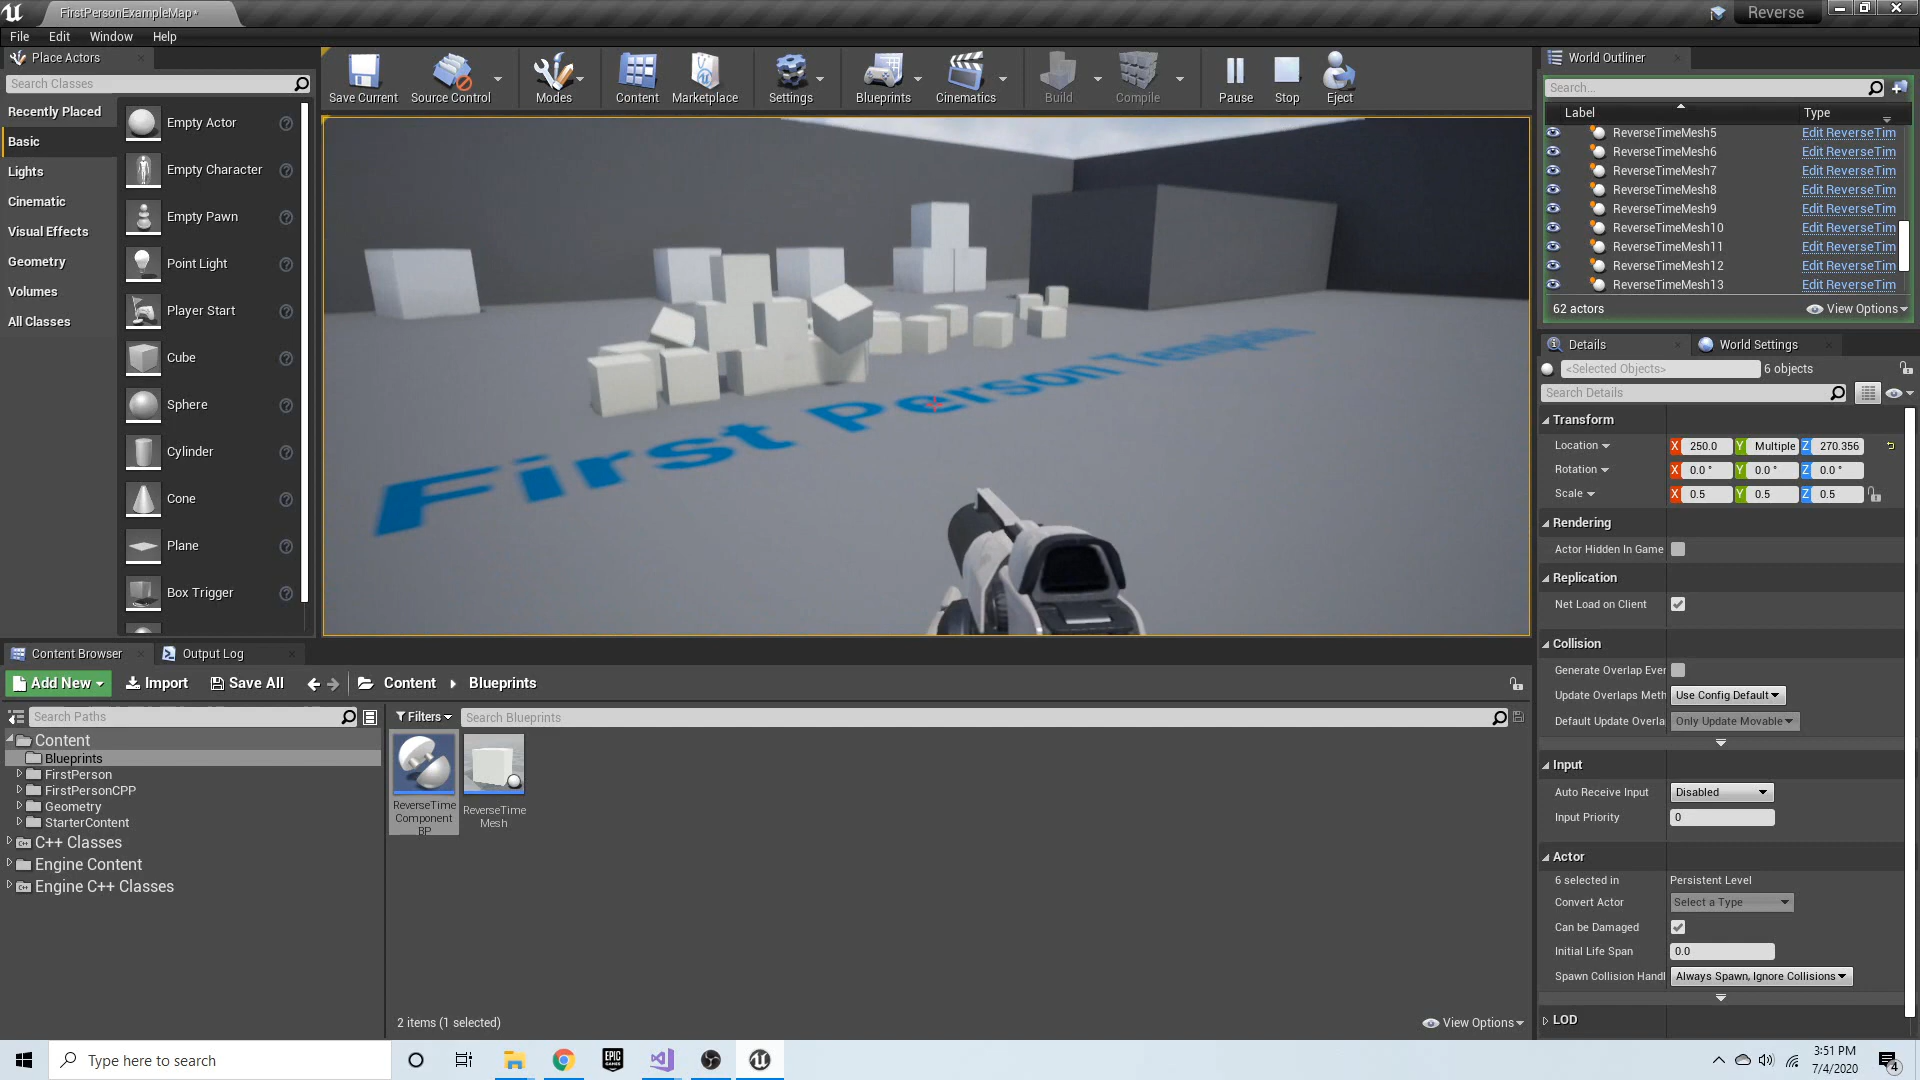 FirstPersonExampleMap*
Reverse
File Edit Window Help
Place Actors
Search Classes
Recently Placed
Basic
Lights
Cinematic
Visual Effects
Geometry
Volumes
All Classes
Empty Actor
Empty Character
Empty Pawn
Point Light
Player Start
Cube
Sphere
Cylinder
Cone
Plane
Box Trigger
Save Current
Source Control
Modes
Content
Marketplace
Settings
Blueprints
Cinematics
Build
Compile
Pause
Stop
Eject
First Person Template
World Outliner
Search...
Label Type
ReverseTimeMesh5 Edit ReverseTim
ReverseTimeMesh6 Edit ReverseTim
ReverseTimeMesh7 Edit ReverseTim
ReverseTimeMesh8 Edit ReverseTim
ReverseTimeMesh9 Edit ReverseTim
ReverseTimeMesh10 Edit ReverseTim
ReverseTimeMesh11 Edit ReverseTim
ReverseTimeMesh12 Edit ReverseTim
ReverseTimeMesh13 Edit ReverseTim
62 actors View Options
Details World Settings
<Selected Objects> 6 objects
Search Details
Transform
Location X 250.0 Y Multiple Z 270.356
Rotation X 0.0 ° Y 0.0 ° Z 0.0 °
Scale X 0.5 Y 0.5 Z 0.5
Rendering
Actor Hidden In Game
Replication
Net Load on Client
Collision
Generate Overlap Ever
Update Overlaps Meth Use Config Default
Default Update Overla Only Update Movable
Input
Auto Receive Input Disabled
Input Priority 0
Actor
6 selected in Persistent Level
Convert Actor Select a Type
Can be Damaged
Initial Life Span 0.0
Spawn Collision Handl Always Spawn, Ignore Collisions
LOD
Content Browser Output Log
Add New Import Save All Content Blueprints
Search Paths
Filters Search Blueprints
Content
Blueprints
FirstPerson
FirstPersonCPP
Geometry
StarterContent
C++ Classes
Engine Content
Engine C++ Classes
ReverseTime
Component
BP
ReverseTime
Mesh
2 items (1 selected) View Options
Type here to search
EPIC
GAMES
3:51 PM
7/4/2020
4